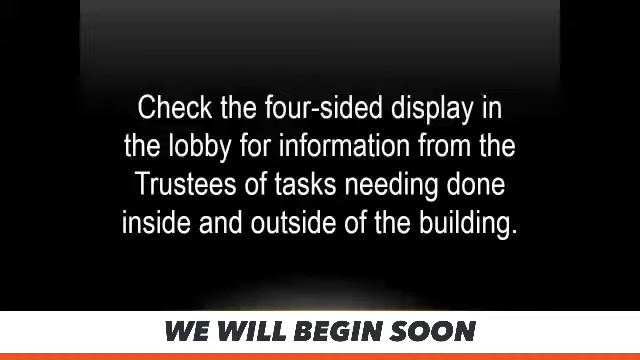 Check the four-sided display in
the lobby for information from the
Trustees of tasks needing done
inside and outside of the building.
WE WILL BEGIN SOON